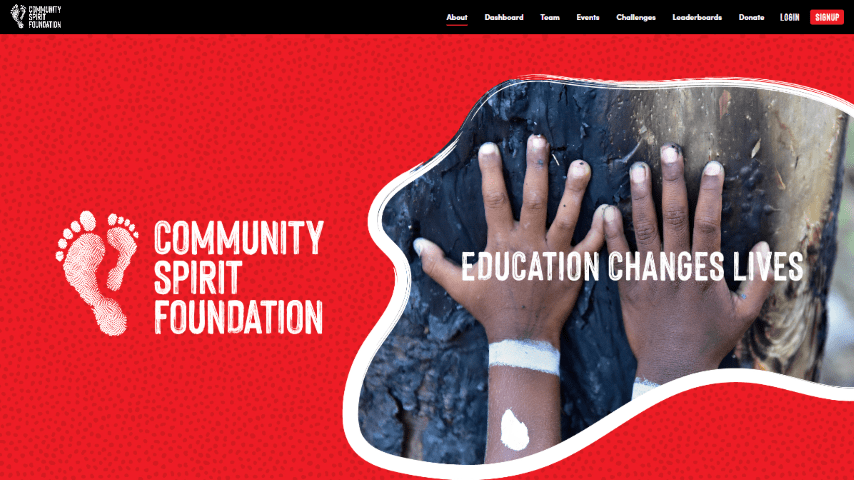 COMMUNITY
SPIRIT
FOUNDATION
About Dashboard Team Events Challenges Leaderboards Donate LOGIN SIGNUP
COMMUNITY
SPIRIT
FOUNDATION
EDUCATION CHANGES LIVES